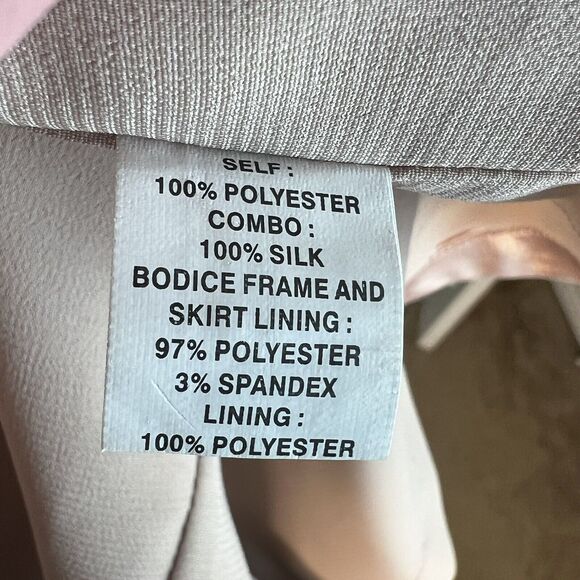 SELF :
100% POLYESTER
COMBO :
100% SILK
BODICE FRAME AND
SKIRT LINING :
97% POLYESTER
3% SPANDEX
LINING :
100% POLYESTER